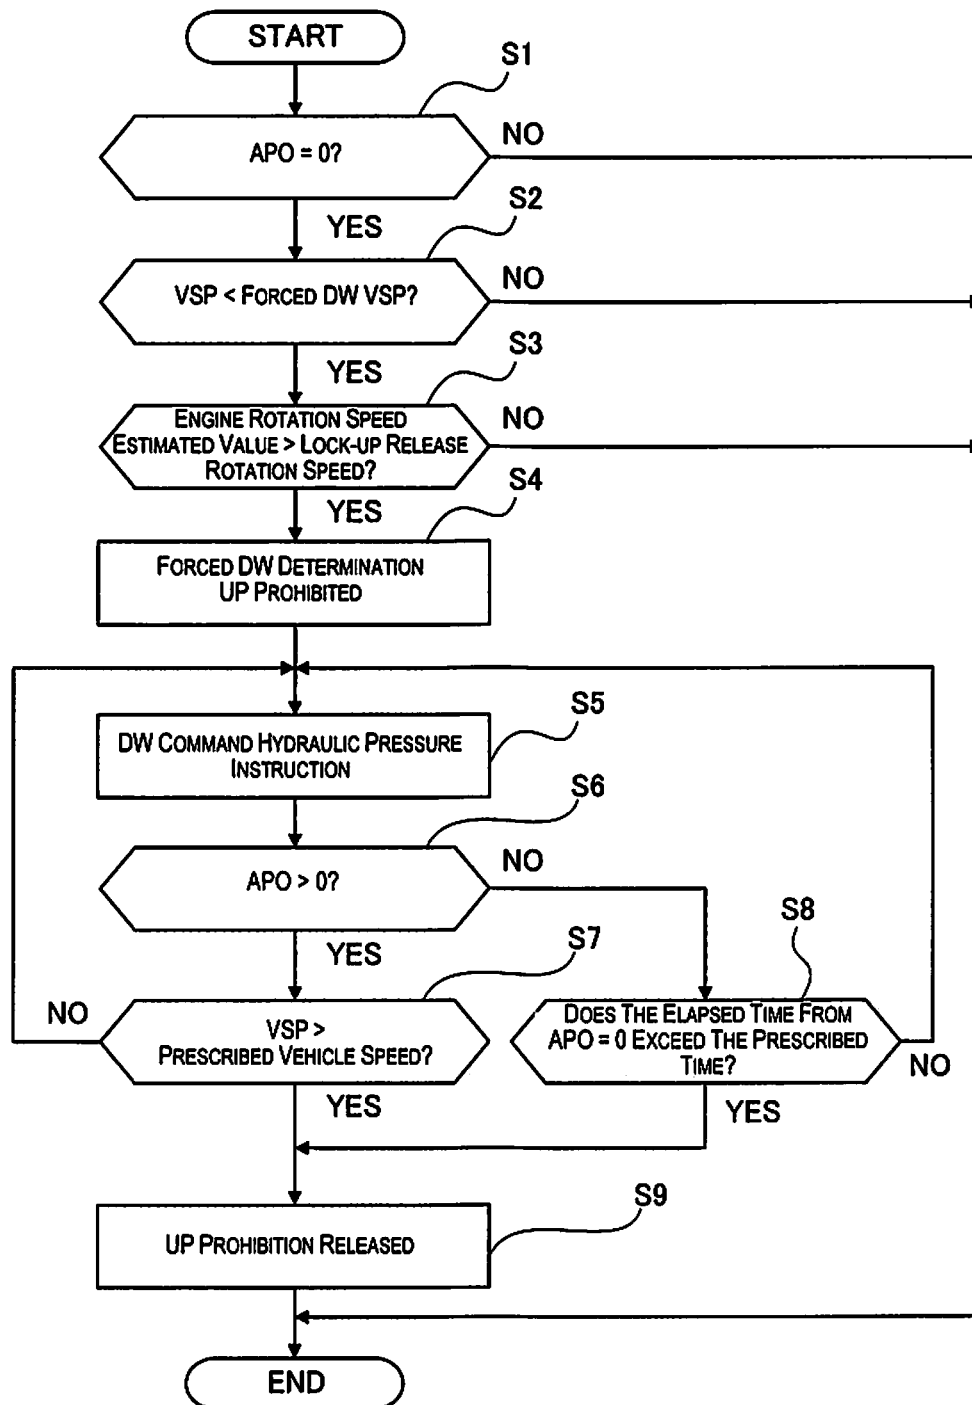 START
S1
APO = 0?
NO
YES
S2
VSP < FORCED DW VSP?
NO
YES
S3
ENGINE ROTATION SPEED
ESTIMATED VALUE > LOCK-UP RELEASE
ROTATION SPEED?
NO
YES
S4
FORCED DW DETERMINATION
UP PROHIBITED
S5
DW COMMAND HYDRAULIC PRESSURE
INSTRUCTION
S6
APO > 0?
NO
YES
S7
S8
NO
VSP >
PRESCRIBED VEHICLE SPEED?
DOES THE ELAPSED TIME FROM
APO = 0 EXCEED THE PRESCRIBED
TIME?
NO
YES
YES
S9
UP PROHIBITION RELEASED
END